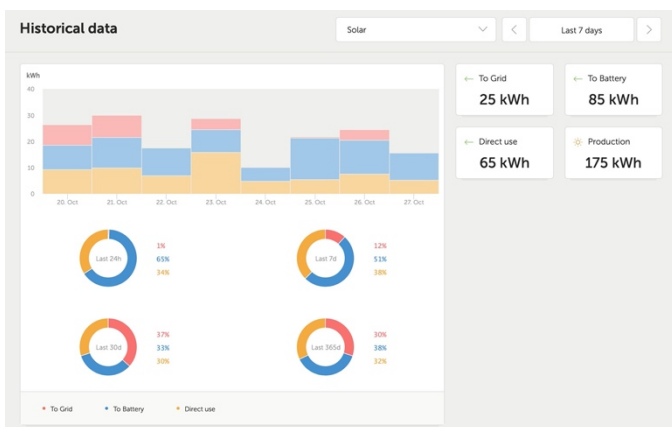 Historical data
Solar
Last 7 days
kWh
40
30
20
10
0
20. Oct
21. Oct
22. Oct
23. Oct
24. Oct
25. Oct
26. Oct
27. Oct
Last 24h
1%
65%
34%
Last 7d
12%
51%
38%
Last 30d
37%
33%
30%
Last 365d
30%
38%
32%
To Grid
To Battery
Direct use
← To Grid
25 kWh
← To Battery
85 kWh
← Direct use
65 kWh
Production
175 kWh